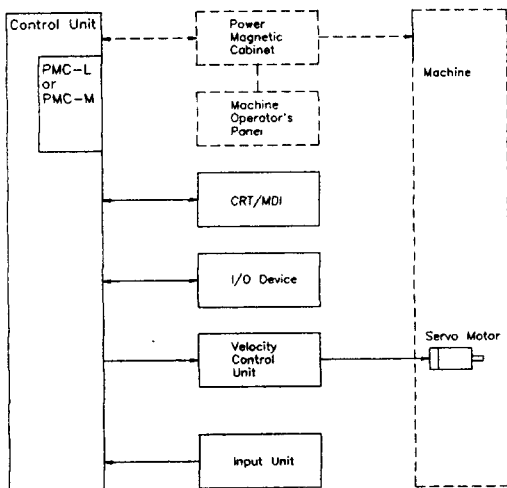 Control Unit
PMC-L
or
PMC-M
Power
Magnetic
Cabinet
Machine
Operator's
Panel
Machine
CRT/MDI
I/O Device
Velocity
Control
Unit
Servo Motor
Input Unit